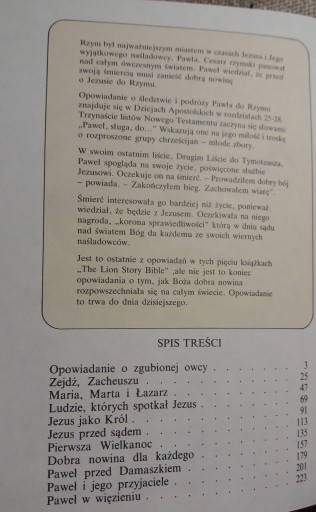 Rzym był najważniejszym miastem w czasach Jezusa i Jego
wyjątkowego naśladowcy, Pawła. Cesarz rzymski panował
nad całym ówczesnym światem. Paweł wiedział, że przed
swoją śmiercią musi zanieść dobrą nowinę
o Jezusie do Rzymu.
Opowiadanie o śledztwie i podróży Pawła do Rzymu
znajduje się w Dziejach Apostolskich w rozdziałach 25-28.
Trzynaście listów Nowego Testamentu zaczyna się słowami:
„Paweł, sługa, do...” Wskazują one na jego miłość i troskę
o rozproszone grupy chrześcijan — młode zbory.
W swoim ostatnim liście, Drugim Liście do Tymoteusza,
Paweł spogląda na swoje życie, poświęcone służbie
Jezusowi. Oczekuje on na śmierć. — Prowadziłem dobry bój
— powiada. — Zakończyłem bieg. Zachowałem wiarę”.
Śmierć interesowała go bardziej niż życie, ponieważ
wiedział, że będzie z Jezusem. Oczekiwała na niego
nagroda, „korona sprawiedliwości” którą w dniu sądu
nad światem Bóg da każdemu ze swoich wiernych
naśladowców.
Jest to ostatnie z opowiadań w tych pięciu książkach
„The Lion Story Bible” ,ale nie jest to koniec
opowiadania o tym, jak Boża dobra nowina
rozpowszechniała się na całym świecie. Opowiadanie
to trwa do dnia dzisiejszego.
SPIS TREŚCI
Opowiadanie o zgubionej owcy . . . . . . . 3
Zejdź, Zacheuszu . . . . . . . . . . . 25
Maria, Marta i Łazarz . . . . . . . . . 47
Ludzie, których spotkał Jezus . . . . . . . 69
Jezus jako Król . . . . . . . . . . . 91
Jezus przed sądem . . . . . . . . . . 113
Pierwsza Wielkanoc . . . . . . . . . . 135
Dobra nowina dla każdego . . . . . . . . 157
Paweł przed Damaszkiem . . . . . . . . 179
Paweł i jego przyjaciele . . . . . . . . 201
Paweł w więzieniu . . . . . . . . . . 223